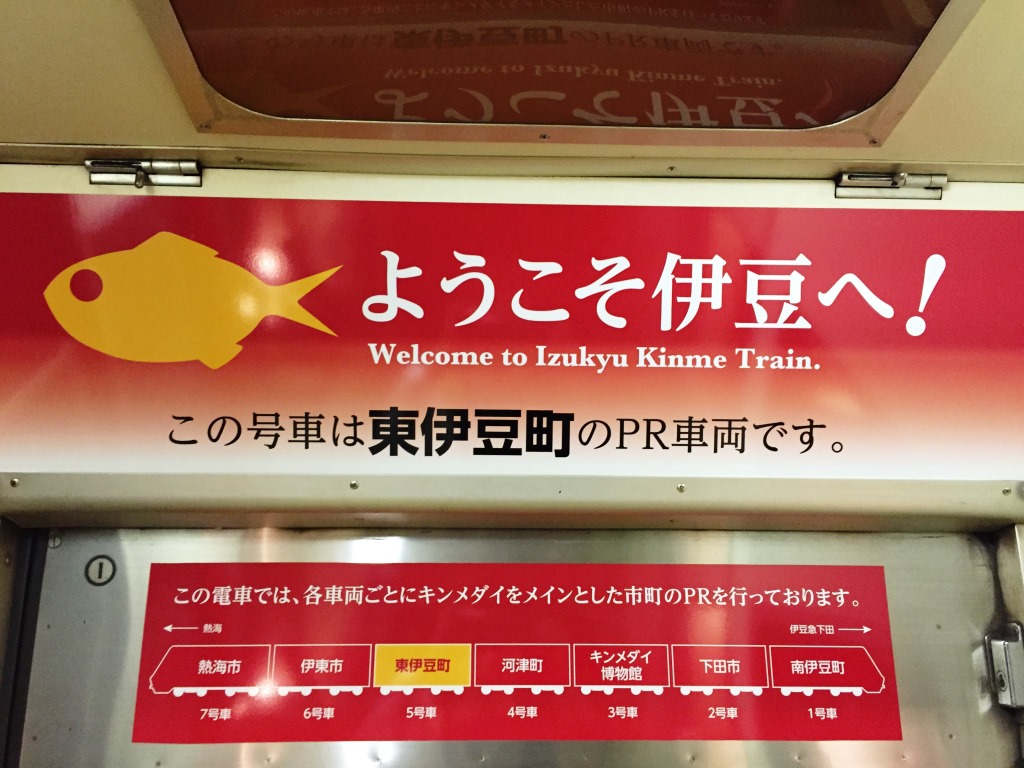 ようこそ伊豆へ!
Welcome to Izukyu Kinme Train.
この号車は東伊豆町のPR車両です。
この電車では、各車両ごとにキンメダイをメインとした市町のPRを行っております。
← 熱海
伊豆急下田 →
熱海市
伊東市
東伊豆町
河津町
キンメダイ
博物館
下田市
南伊豆町
7号車
6号車
5号車
4号車
3号車
2号車
1号車